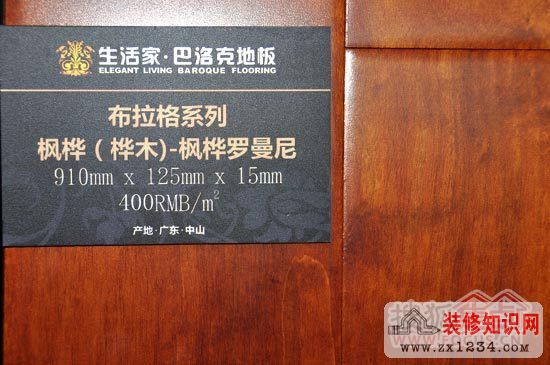 生活家·巴洛克地板
ELEGANT LIVING BAROQUE FLOORING
布拉格系列
枫桦(桦木)-枫桦罗曼尼
910mm x 125mm x 15mm
400RMB/m²
产地·广东·中山
装修知识网
www.zx1234.com